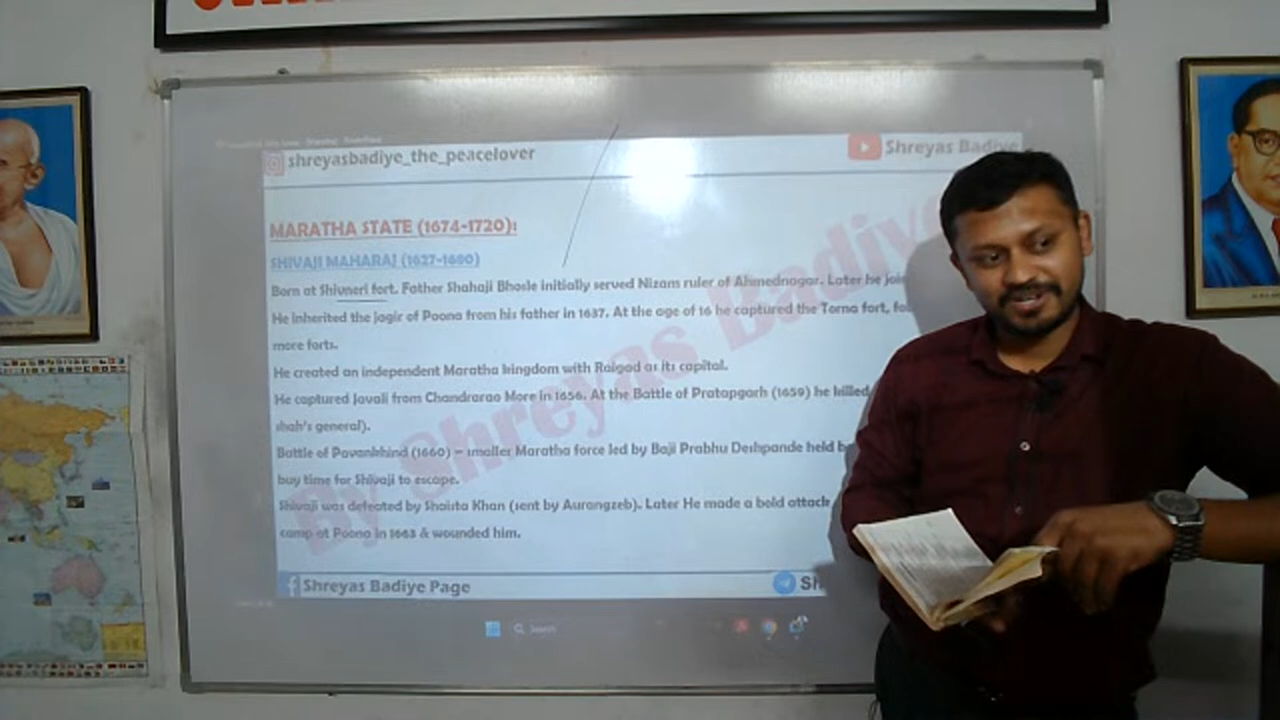 shreyasbadiye_the_peacelover
Shreyas Badiye
MARATHA STATE (1674-1720):
SHIVAJI MAHARAJ (1627-1680)
Born at Shivneri fort. Father Shahaji Bhosle initially served Nizam ruler of Ahmednagar. Later he
He inherited the jagir of Poona from his father in 1637. At the age of 16 he captured the Torna fort,
more forts.
He created an independent Maratha kingdom with Raigad as its capital.
He captured Javali from Chandrarao More in 1656. At the Battle of Pratapgarh (1659) he killed
shah's general).
Battle of Pavankhind (1660) – smaller Maratha force led by Baji Prabhu Deshpande held
buy time for Shivaji to escape.
Shivaji was defeated by Shaista Khan (sent by Aurangzeb). Later He made a bold attack
camp at Poona in 1663 & wounded him.
By Shreyas Badiye
Shreyas Badiye Page
Sh
Search